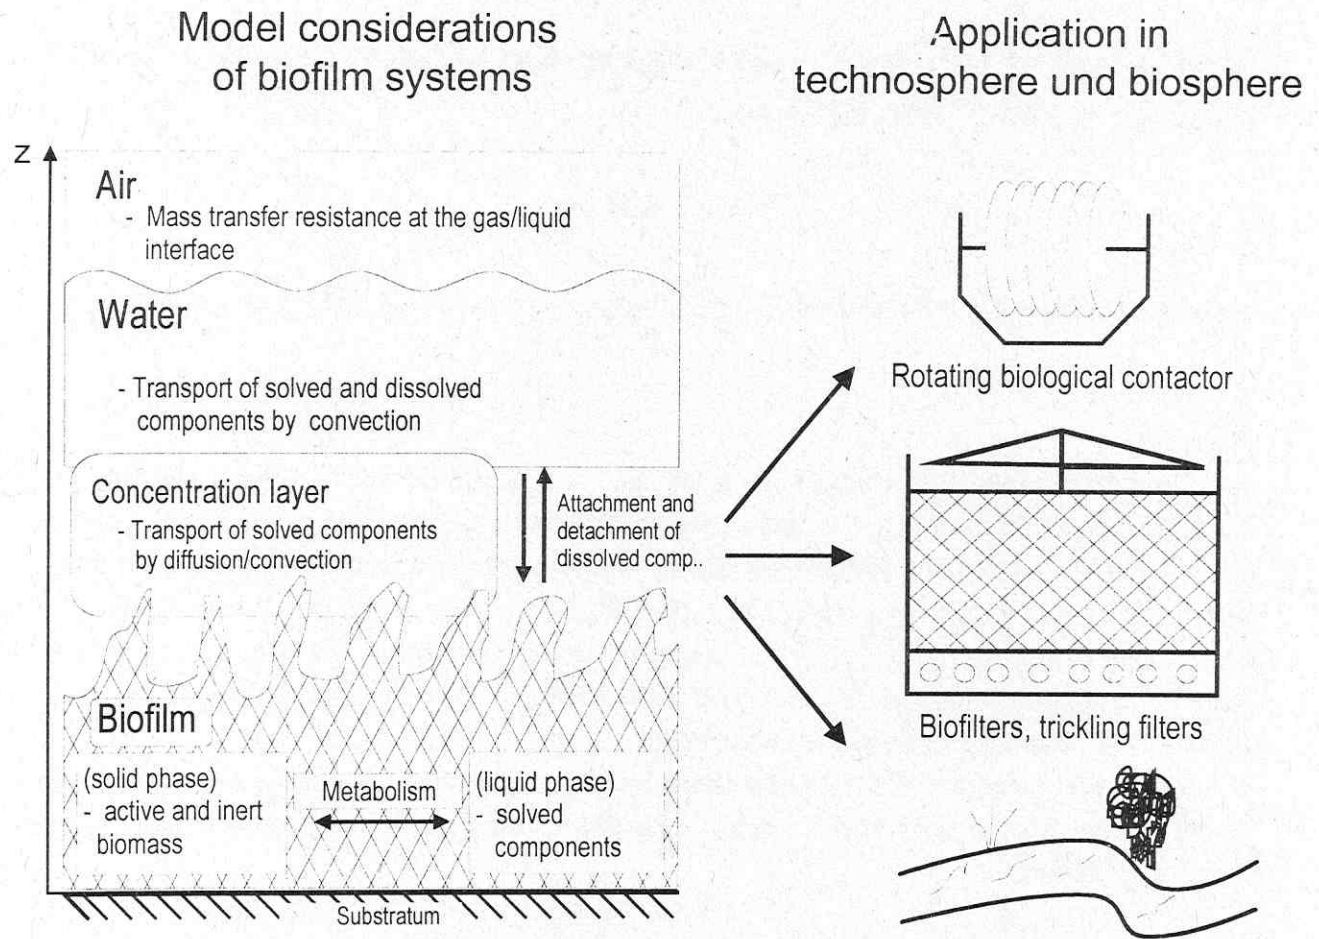 Model considerations
of biofilm systems
Application in
technosphere und biosphere
Z
Air
- Mass transfer resistance at the gas/liquid
interface
Water
- Transport of solved and dissolved
components by convection
Concentration layer
- Transport of solved components
by diffusion/convection
Attachment and
detachment of
dissolved comp..
Biofilm
(solid phase)
- active and inert
biomass
Metabolism
(liquid phase)
- solved
components
Substratum
Rotating biological contactor
Biofilters, trickling filters